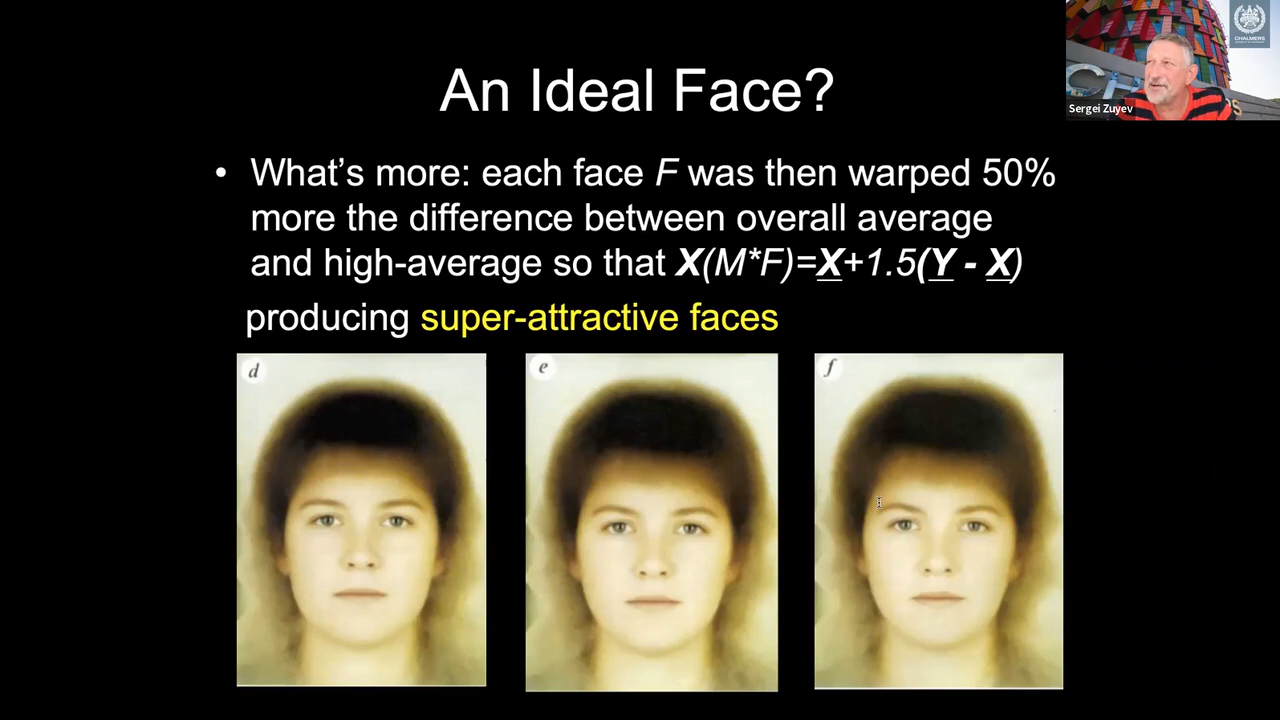 An Ideal Face?
• What's more: each face F was then warped 50%
more the difference between overall average
and high-average so that X(M*F)=X+1.5(Y - X)
producing super-attractive faces
d
e
f
CHALMERS
Sergei Zuyev